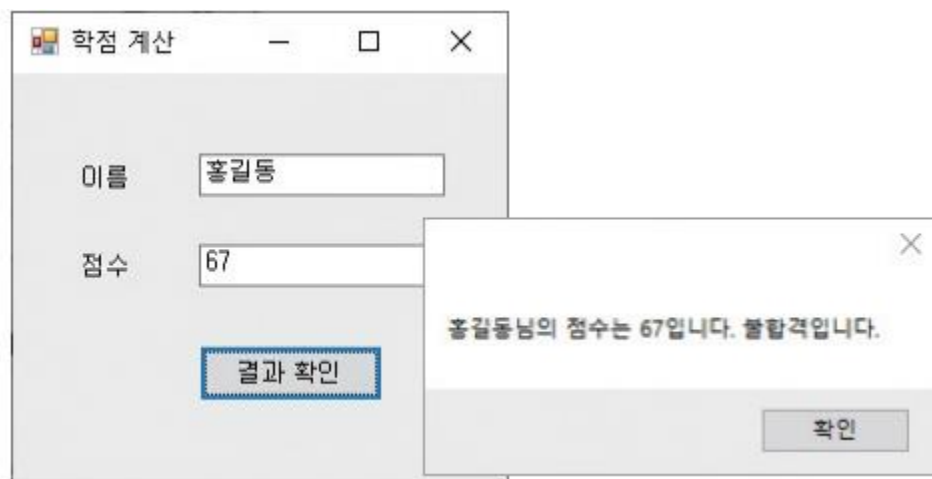 학점 계산
이름 홍길동
점수 67
결과 확인
홍길동님의 점수는 67입니다. 불합격입니다.
확인